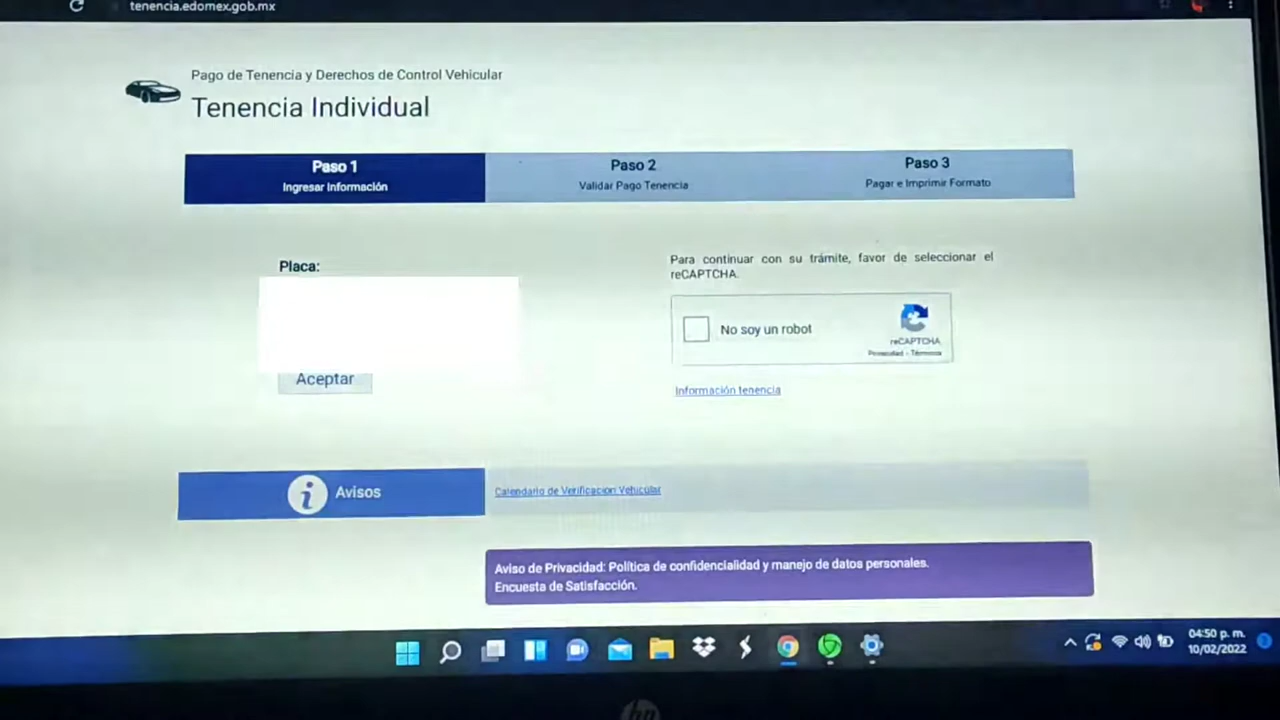 tenencia.edomex.gob.mx
Pago de Tenencia y Derechos de Control Vehicular
Tenencia Individual
Paso 1
Ingresar Información
Paso 2
Validar Pago Tenencia
Paso 3
Pagar e Imprimir Formato
Placa:
Aceptar
Para continuar con su trámite, favor de seleccionar el
reCAPTCHA.
No soy un robot
reCAPTCHA
Privacidad - Términos
Información tenencia
i Avisos
Calendario de Verificación Vehicular
Aviso de Privacidad: Política de confidencialidad y manejo de datos personales.
Encuesta de Satisfacción.
04:50 p. m.
10/02/2022
hp